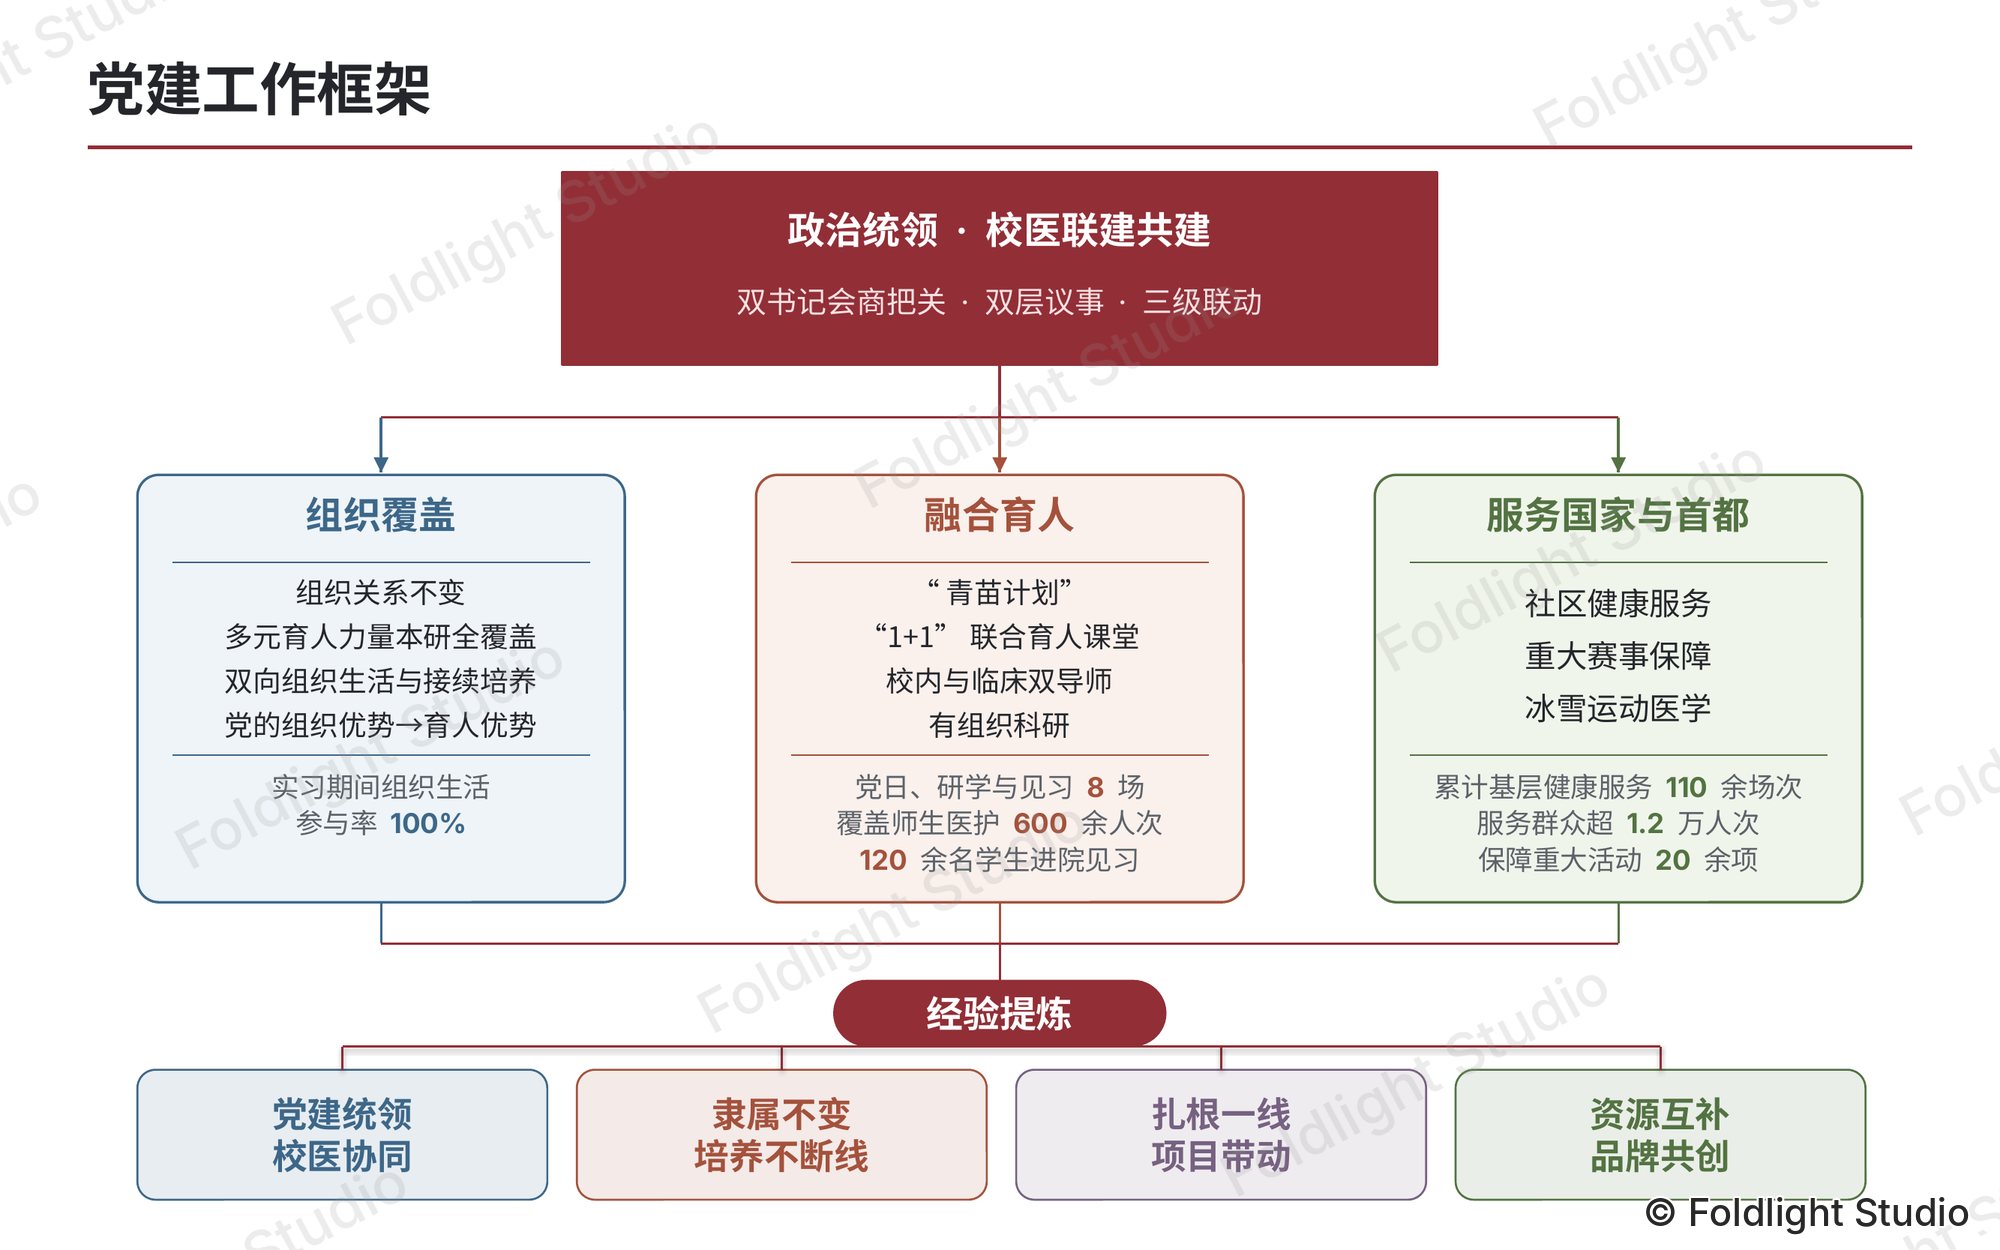 党建工作框架
政治统领 · 校医联建共建
双书记会商把关 · 双层议事 · 三级联动
组织覆盖
组织关系不变
多元育人力量本研全覆盖
双向组织生活与接续培养
党的组织优势→育人优势
实习期间组织生活
参与率 100%
融合育人
“青苗计划”
“1+1” 联合育人课堂
校内与临床双导师
有组织科研
党日、研学与见习 8 场
覆盖师生医护 600 余人次
120 余名学生进院见习
服务国家与首都
社区健康服务
重大赛事保障
冰雪运动医学
累计基层健康服务 110 余场次
服务群众超 1.2 万人次
保障重大活动 20 余项
经验提炼
党建统领
校医协同
隶属不变
培养不断线
扎根一线
项目带动
资源互补
品牌共创
© Foldlight Studio